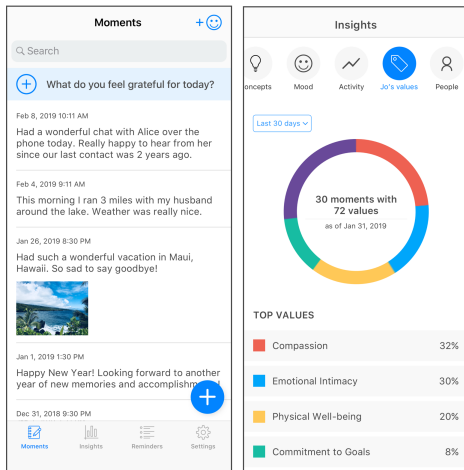 Moments
Search
What do you feel grateful for today?
Feb 8, 2019 10:11 AM
Had a wonderful chat with Alice over the
phone today. Really happy to hear from her
since our last contact was 2 years ago.
Feb 4, 2019 9:11 AM
This morning I ran 3 miles with my husband
around the lake. Weather was really nice.
Jan 26, 2019 8:30 PM
Had such a wonderful vacation in Maui,
Hawaii. So sad to say goodbye!
Jan 1, 2019 1:30 PM
Happy New Year! Looking forward to another
year of new memories and
Dec 31, 2018 9:30 PM
Moments
Insights
Reminders
Settings
Insights
oncepts
Mood
Activity
Jo's values
People
Last 30 days
30 moments with
72 values
as of Jan 31, 2019
TOP VALUES
Compassion 32%
Emotional Intimacy 30%
Physical Well-being 20%
Commitment to Goals 8%